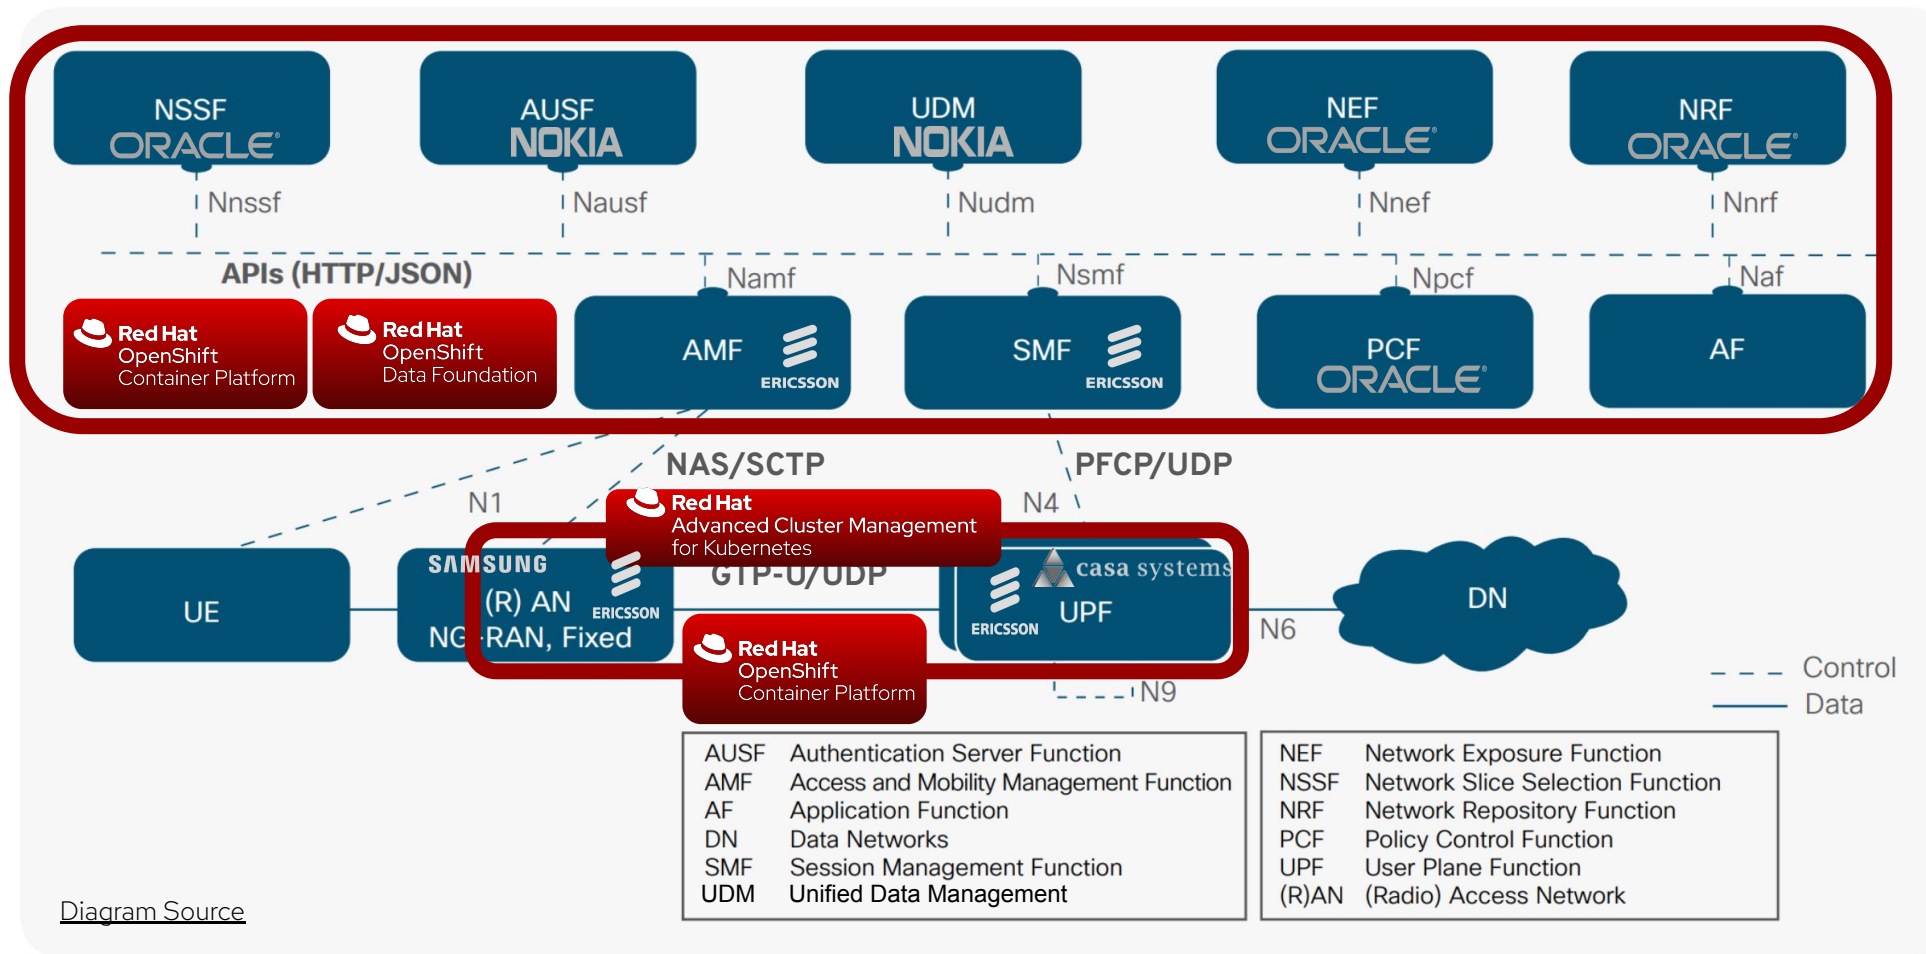 NSSF
ORACLE®
AUSF
NOKIA
UDM
NOKIA
NEF
ORACLE®
NRF
ORACLE®
Nnssf
Nausf
Nudm
Nnef
Nnrf
APIs (HTTP/JSON)
Namf
Nsmf
Npcf
Naf
Red Hat
OpenShift
Container Platform
Red Hat
OpenShift
Data Foundation
AMF
ERICSSON
SMF
ERICSSON
PCF
ORACLE®
AF
NAS/SCTP
PFCP/UDP
N1
N4
Red Hat
Advanced Cluster Management
for Kubernetes
UE
SAMSUNG
(R) AN
NG-RAN, Fixed
ERICSSON
GTP-U/UDP
casa systems
ERICSSON
UPF
N6
DN
Red Hat
OpenShift
Container Platform
N9
Control
Data
AUSF Authentication Server Function
AMF Access and Mobility Management Function
AF Application Function
DN Data Networks
SMF Session Management Function
UDM Unified Data Management
NEF Network Exposure Function
NSSF Network Slice Selection Function
NRF Network Repository Function
PCF Policy Control Function
UPF User Plane Function
(R)AN (Radio) Access Network
Diagram Source